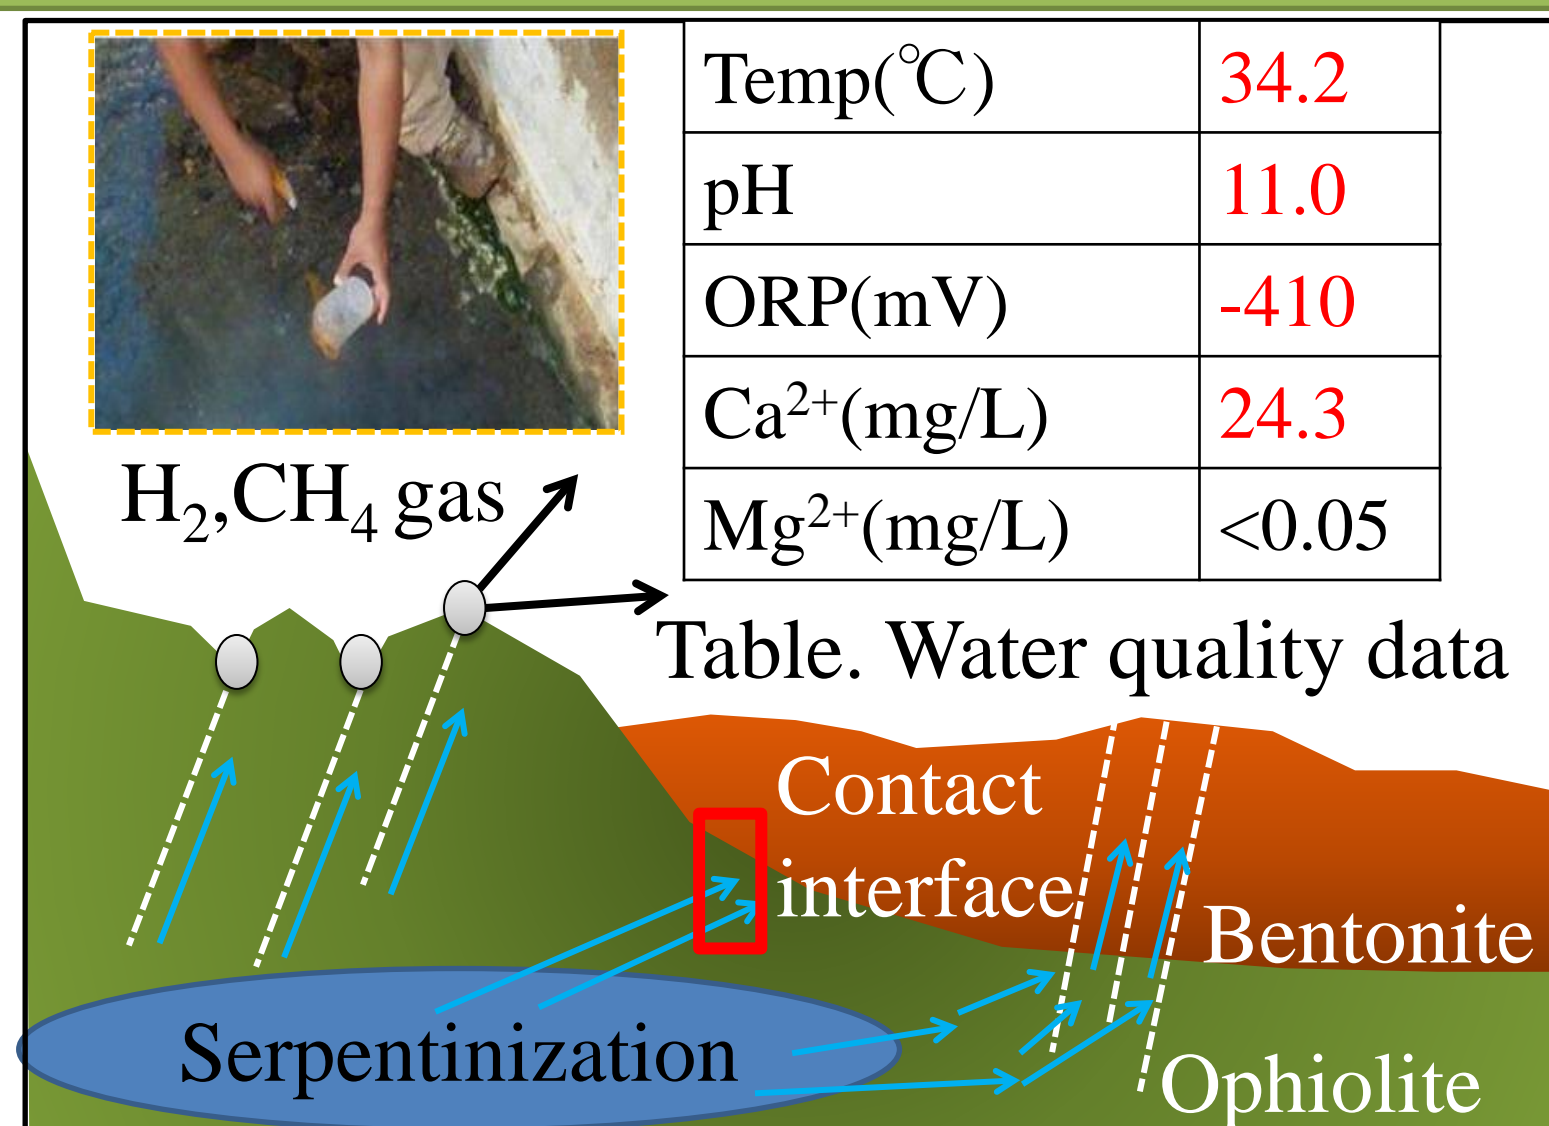 Temp(℃) 34.2
pH 11.0
ORP(mV) -410
Ca²⁺(mg/L) 24.3
Mg²⁺(mg/L) <0.05
H₂,CH₄ gas
Table. Water quality data
Contact
interface
Bentonite
Serpentinization
Ophiolite